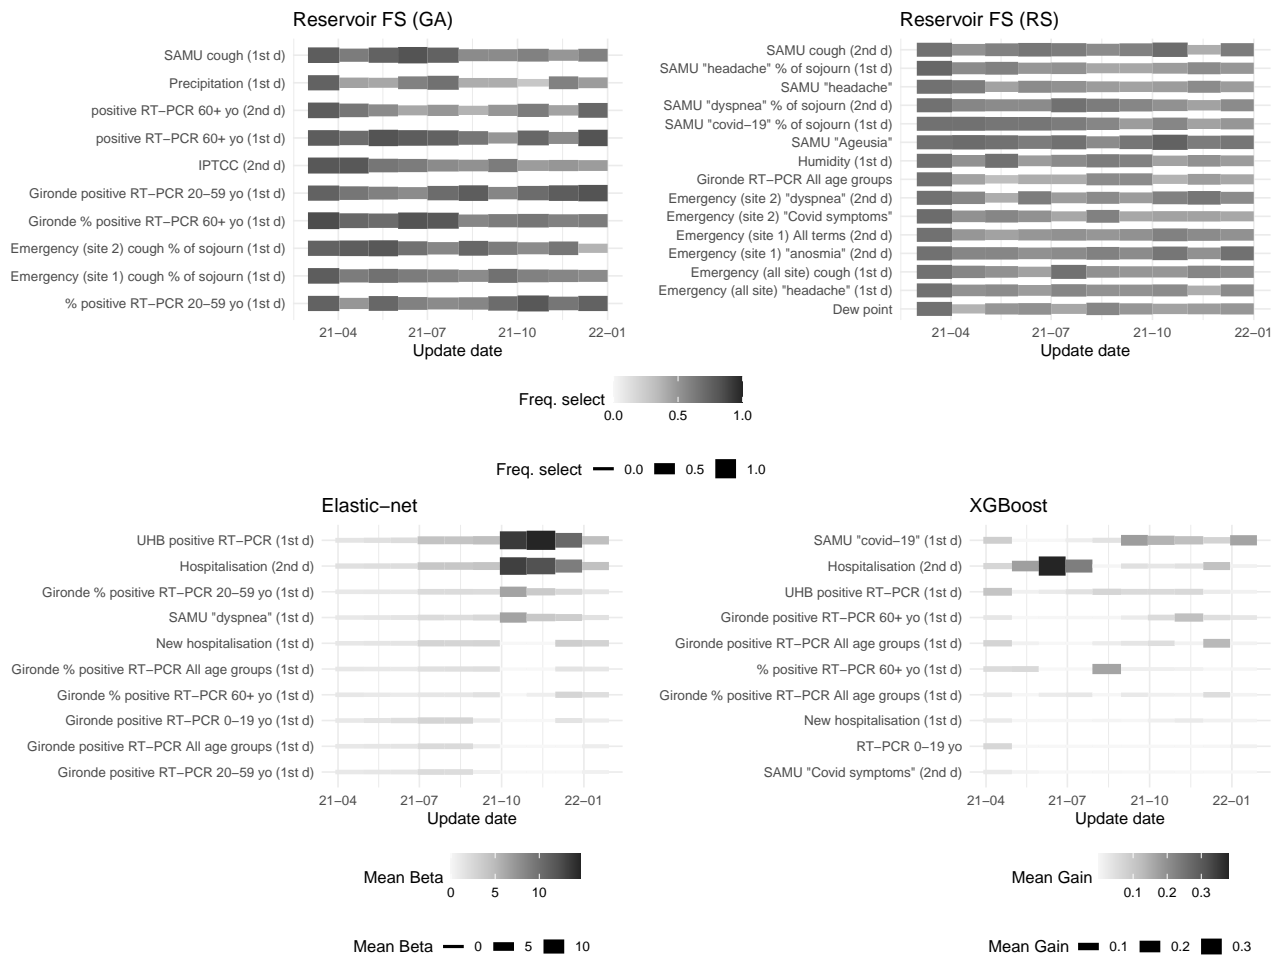 Reservoir FS (GA)
SAMU cough (1st d)
Precipitation (1st d)
positive RT−PCR 60+ yo (2nd d)
positive RT−PCR 60+ yo (1st d)
IPTCC (2nd d)
Gironde positive RT−PCR 20−59 yo (1st d)
Gironde % positive RT−PCR 60+ yo (1st d)
Emergency (site 2) cough % of sojourn (1st d)
Emergency (site 1) cough % of sojourn (1st d)
% positive RT−PCR 20−59 yo (1st d)
21−04 21−07 21−10 22−01
Update date
Reservoir FS (RS)
SAMU cough (2nd d)
SAMU "headache" % of sojourn (1st d)
SAMU "headache"
SAMU "dyspnea" % of sojourn (2nd d)
SAMU "covid−19" % of sojourn (1st d)
SAMU "Ageusia"
Humidity (1st d)
Gironde RT−PCR All age groups
Emergency (site 2) "dyspnea" (2nd d)
Emergency (site 2) "Covid symptoms"
Emergency (site 1) All terms (2nd d)
Emergency (site 1) "anosmia" (2nd d)
Emergency (all site) cough (1st d)
Emergency (all site) "headache" (1st d)
Dew point
21−04 21−07 21−10 22−01
Update date
Freq. select
0.0 0.5 1.0
Freq. select 0.0 0.5 1.0
Elastic−net
UHB positive RT−PCR (1st d)
Hospitalisation (2nd d)
Gironde % positive RT−PCR 20−59 yo (1st d)
SAMU "dyspnea" (1st d)
New hospitalisation (1st d)
Gironde % positive RT−PCR All age groups (1st d)
Gironde % positive RT−PCR 60+ yo (1st d)
Gironde positive RT−PCR 0−19 yo (1st d)
Gironde positive RT−PCR All age groups (1st d)
Gironde positive RT−PCR 20−59 yo (1st d)
21−04 21−07 21−10 22−01
Update date
Mean Beta
0 5 10
Mean Beta 0 5 10
XGBoost
SAMU "covid−19" (1st d)
Hospitalisation (2nd d)
UHB positive RT−PCR (1st d)
Gironde positive RT−PCR 60+ yo (1st d)
Gironde positive RT−PCR All age groups (1st d)
% positive RT−PCR 60+ yo (1st d)
Gironde % positive RT−PCR All age groups (1st d)
New hospitalisation (1st d)
RT−PCR 0−19 yo
SAMU "Covid symptoms" (2nd d)
21−04 21−07 21−10 22−01
Update date
Mean Gain
0.1 0.2 0.3
Mean Gain 0.1 0.2 0.3